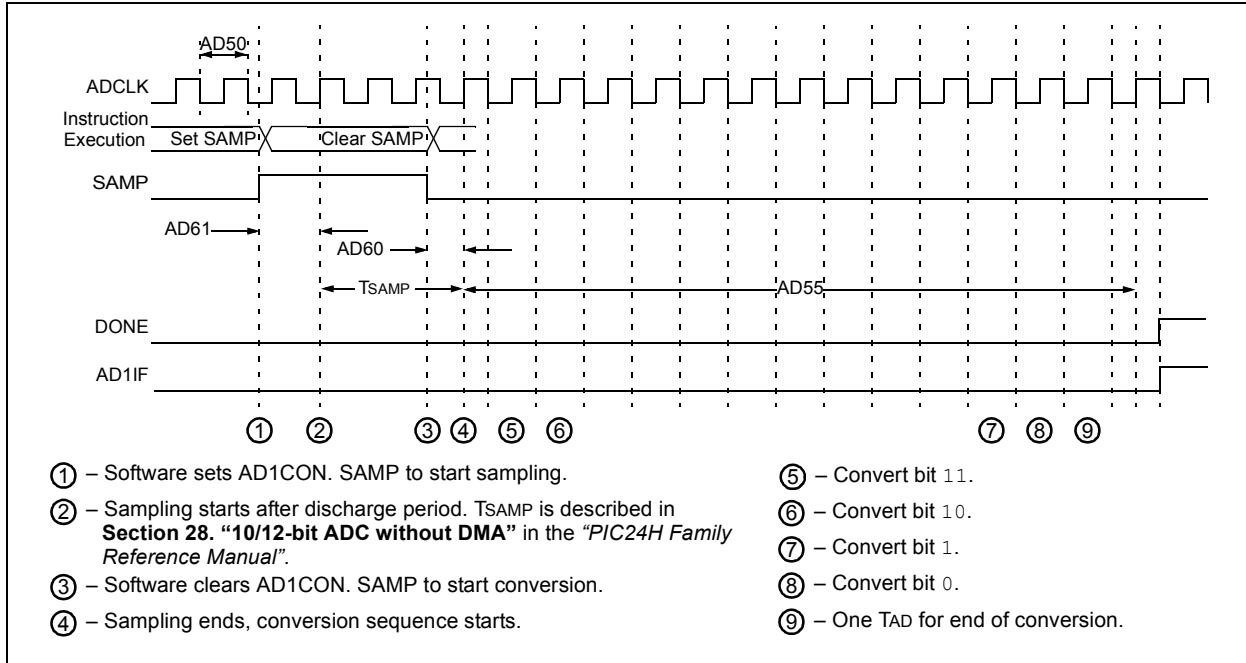 AD50
ADCLK
Instruction
Execution
Set SAMP
Clear SAMP
SAMP
AD61
AD60
TSAMP
AD55
DONE
AD1IF
1 2 3 4 5 6 7 8 9
1 – Software sets AD1CON. SAMP to start sampling.
2 – Sampling starts after discharge period. TSAMP is described in
Section 28. “10/12-bit ADC without DMA” in the “PIC24H Family
Reference Manual”.
3 – Software clears AD1CON. SAMP to start conversion.
4 – Sampling ends, conversion sequence starts.
5 – Convert bit 11.
6 – Convert bit 10.
7 – Convert bit 1.
8 – Convert bit 0.
9 – One TAD for end of conversion.